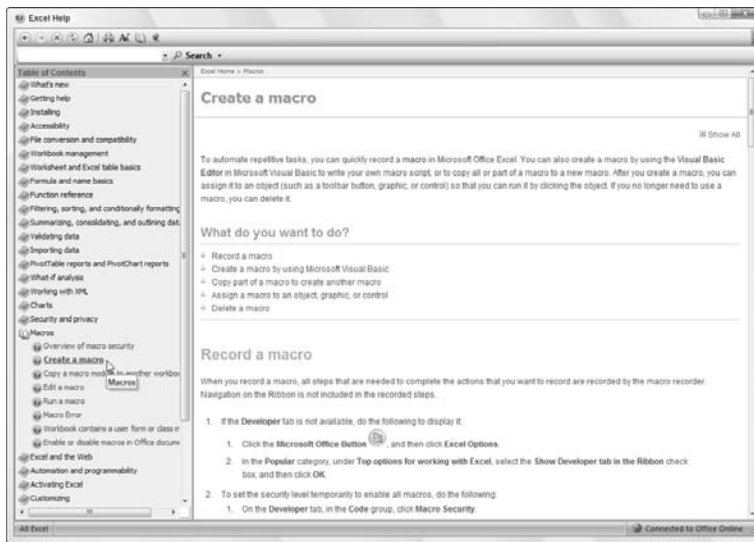 Excel Help
Search
Table of Contents
What's new
Getting help
Installing
Accessibility
File conversion and compatibility
Workbook management
Worksheet and Excel table basics
Formula and name basics
Function reference
Filtering, sorting, and conditionally formatting
Summarizing, consolidating, and outlining dat
Validating data
Importing data
PivotTable reports and PivotChart reports
What-if analysis
Working with XML
Charts
Security and privacy
Macros
Overview of macro security
Create a macro
Copy a macro module to another workboo
Macros
Edit a macro
Run a macro
Macro Error
Workbook contains a user form or class m
Enable or disable macros in Office docume
Excel and the Web
Automation and programmability
Activating Excel
Customizing
Excel Home > Macros
Create a macro
Show All
To automate repetitive tasks, you can quickly record a macro in Microsoft Office Excel. You can also create a macro by using the Visual Basic
Editor in Microsoft Visual Basic to write your own macro script, or to copy all or part of a macro to a new macro. After you create a macro, you can
assign it to an object (such as a toolbar button, graphic, or control) so that you can run it by clicking the object. If you no longer need to use a
macro, you can delete it.
What do you want to do?
Record a macro
Create a macro by using Microsoft Visual Basic
Copy part of a macro to create another macro
Assign a macro to an object, graphic, or control
Delete a macro
Record a macro
When you record a macro, all steps that are needed to complete the actions that you want to record are recorded by the macro recorder.
Navigation on the Ribbon is not included in the recorded steps.
1. If the Developer tab is not available, do the following to display it:
1. Click the Microsoft Office Button , and then click Excel Options.
2. In the Popular category, under Top options for working with Excel, select the Show Developer tab in the Ribbon check
box, and then click OK.
2. To set the security level temporarily to enable all macros, do the following:
1. On the Developer tab, in the Code group, click Macro Security.
All Excel
Connected to Office Online